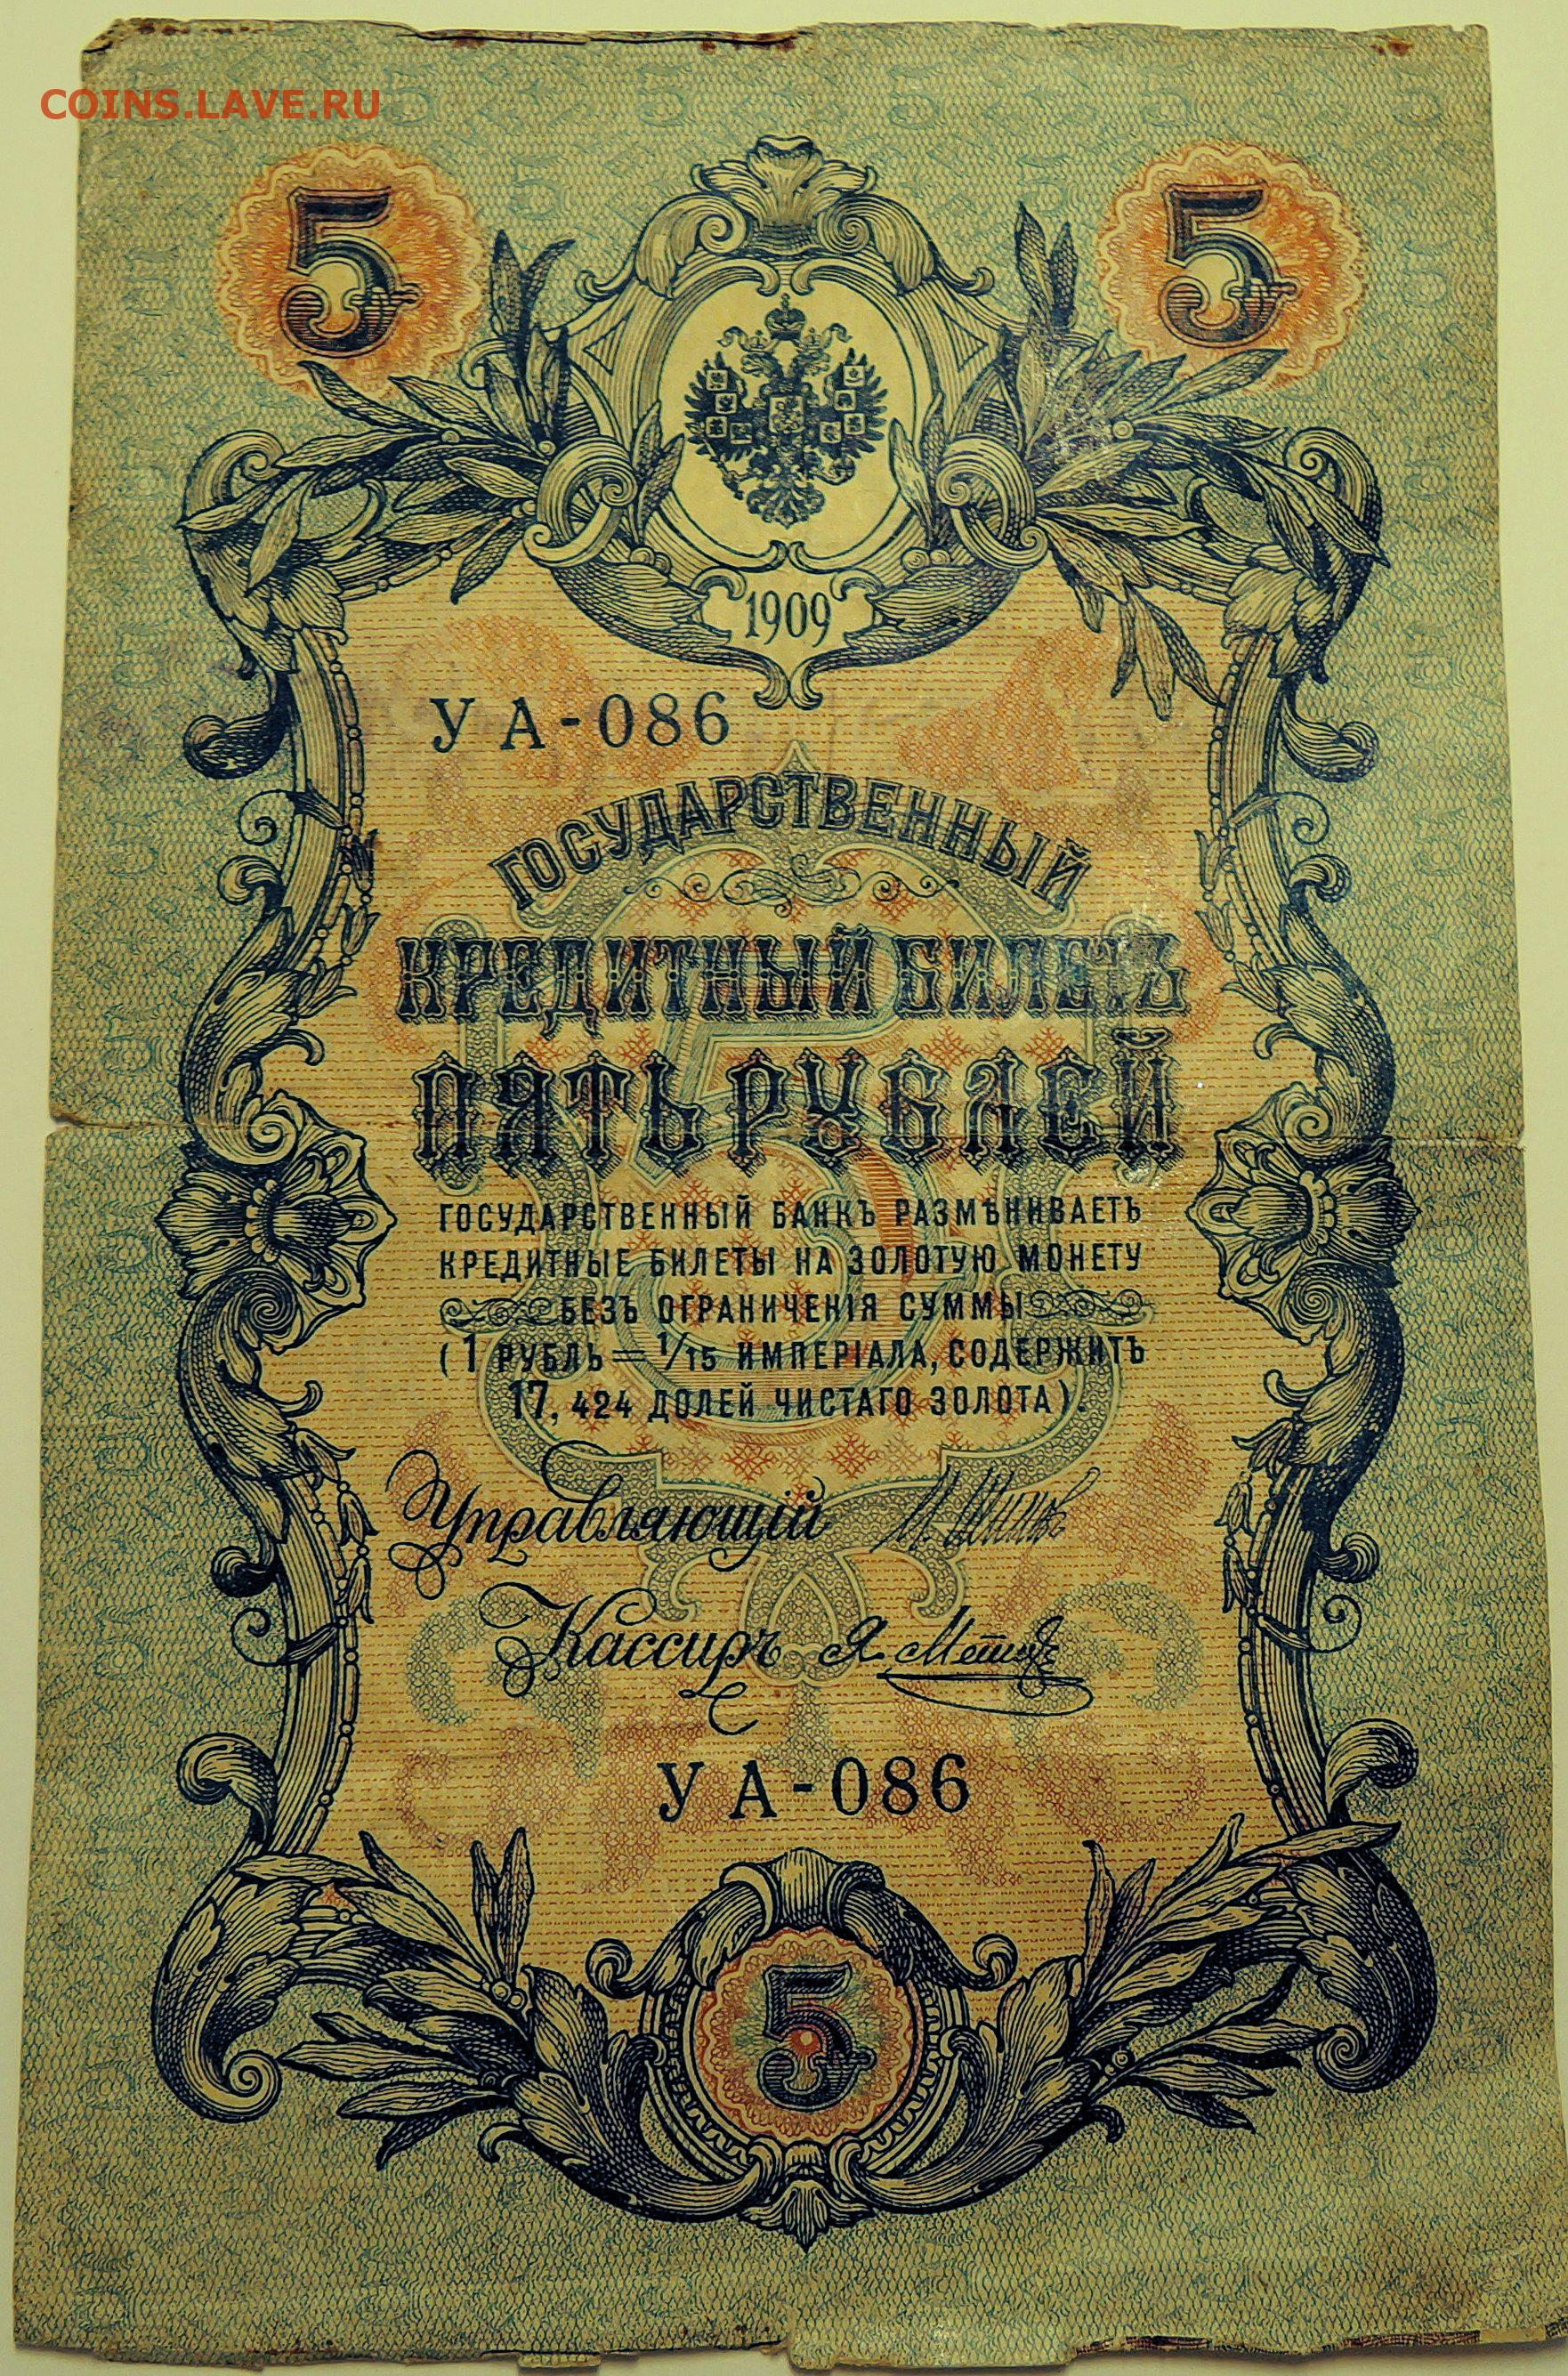 COINS.LAVE.RU
5 5
1909
УА-086
ГОСУДАРСТВЕННЫЙ
КРЕДИТНЫЙ БИЛЕТЪ
ПЯТЬ РУБЛЕЙ
ГОСУДАРСТВЕННЫЙ БАНКЪ РАЗМѢНИВАЕТЪ
КРЕДИТНЫЕ БИЛЕТЫ НА ЗОЛОТУЮ МОНЕТУ
БЕЗЪ ОГРАНИЧЕНІЯ СУММЫ
(1 РУБЛЬ = 1/15 ИМПЕРІАЛА, СОДЕРЖИТЪ
17,424 ДОЛЕЙ ЧИСТАГО ЗОЛОТА).
Управляющій
Кассиръ
УА-086
5